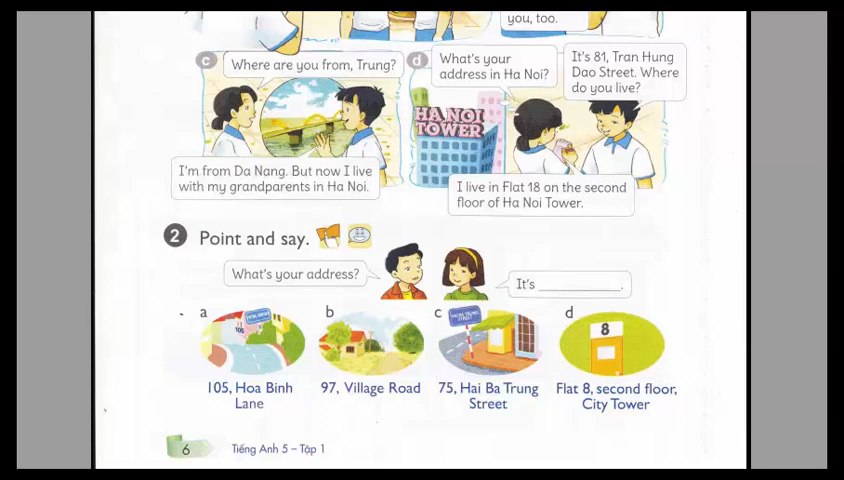 you, too.
c
Where are you from, Trung?
d
What's your
address in Ha Noi?
It's 81, Tran Hung
Dao Street. Where
do you live?
HA NOI
TOWER
I'm from Da Nang. But now I live
with my grandparents in Ha Noi.
I live in Flat 18 on the second
floor of Ha Noi Tower.
2 Point and say.
What's your address?
It's ____________.
a
b
c
d
105
8
105, Hoa Binh
Lane
97, Village Road
75, Hai Ba Trung
Street
Flat 8, second floor,
City Tower
6
Tiếng Anh 5 – Tập 1